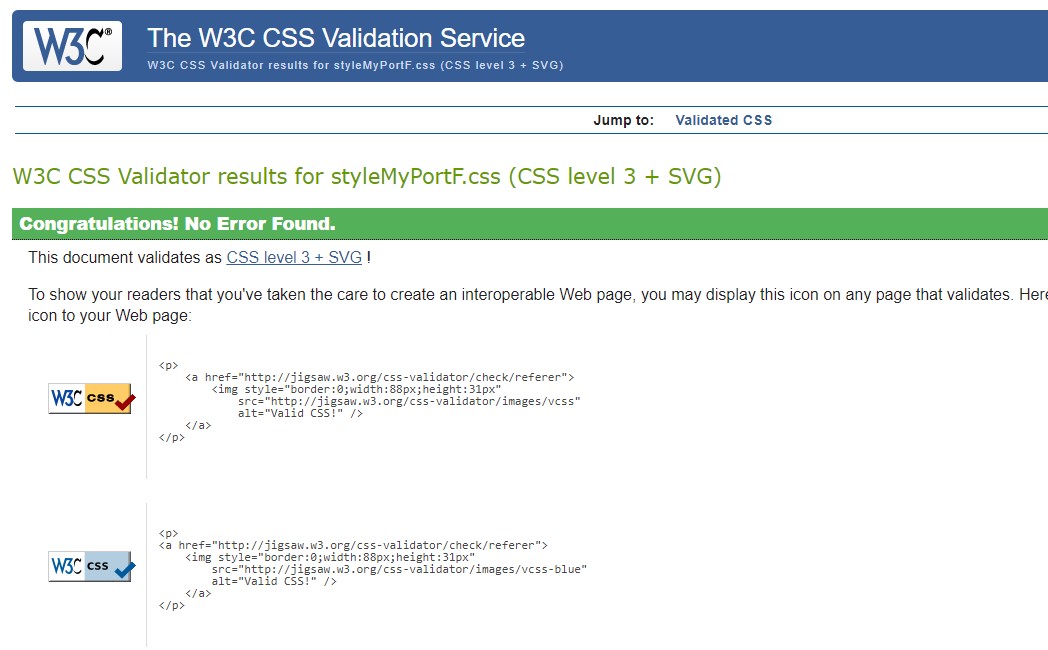 W3C®
The W3C CSS Validation Service
W3C CSS Validator results for styleMyPortF.css (CSS level 3 + SVG)
Jump to: Validated CSS
W3C CSS Validator results for styleMyPortF.css (CSS level 3 + SVG)
Congratulations! No Error Found.
This document validates as CSS level 3 + SVG !
To show your readers that you've taken the care to create an interoperable Web page, you may display this icon on any page that validates. Here
icon to your Web page:
W3C css
<p>
<a href="http://jigsaw.w3.org/css-validator/check/referer">
<img style="border:0;width:88px;height:31px"
src="http://jigsaw.w3.org/css-validator/images/vcss"
alt="Valid CSS!" />
</a>
</p>
W3C css
<p>
<a href="http://jigsaw.w3.org/css-validator/check/referer">
<img style="border:0;width:88px;height:31px"
src="http://jigsaw.w3.org/css-validator/images/vcss-blue"
alt="Valid CSS!" />
</a>
</p>